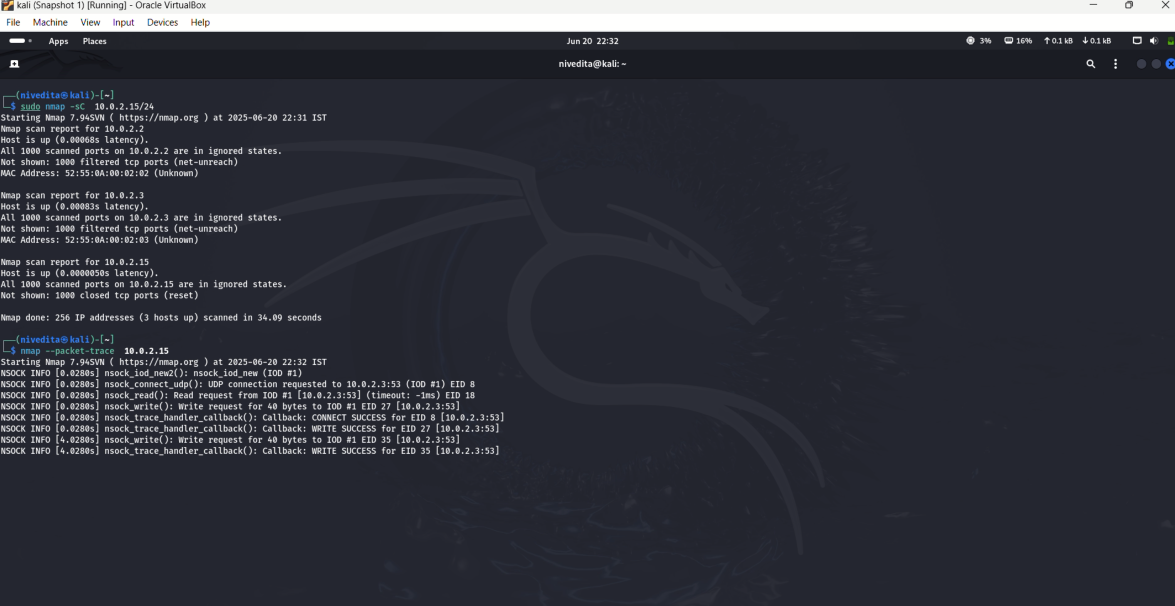 kali (Snapshot 1) [Running] - Oracle VirtualBox
File Machine View Input Devices Help
Apps Places Jun 20 22:32 3% 16% ↑0.1 kB ↓0.1 kB
nivedita@kali: ~
┌──(nivedita㉿kali)-[~]
└─$ sudo nmap -sC 10.0.2.15/24
Starting Nmap 7.94SVN ( https://nmap.org ) at 2025-06-20 22:31 IST
Nmap scan report for 10.0.2.2
Host is up (0.00068s latency).
All 1000 scanned ports on 10.0.2.2 are in ignored states.
Not shown: 1000 filtered tcp ports (net-unreach)
MAC Address: 52:55:0A:00:02:02 (Unknown)
Nmap scan report for 10.0.2.3
Host is up (0.00083s latency).
All 1000 scanned ports on 10.0.2.3 are in ignored states.
Not shown: 1000 filtered tcp ports (net-unreach)
MAC Address: 52:55:0A:00:02:03 (Unknown)
Nmap scan report for 10.0.2.15
Host is up (0.0000050s latency).
All 1000 scanned ports on 10.0.2.15 are in ignored states.
Not shown: 1000 closed tcp ports (reset)
Nmap done: 256 IP addresses (3 hosts up) scanned in 34.09 seconds
┌──(nivedita㉿kali)-[~]
└─$ nmap --packet-trace 10.0.2.15
Starting Nmap 7.94SVN ( https://nmap.org ) at 2025-06-20 22:32 IST
NSOCK INFO [0.0280s] nsock_iod_new2(): nsock_iod_new (IOD #1)
NSOCK INFO [0.0280s] nsock_connect_udp(): UDP connection requested to 10.0.2.3:53 (IOD #1) EID 8
NSOCK INFO [0.0280s] nsock_read(): Read request from IOD #1 [10.0.2.3:53] (timeout: -1ms) EID 18
NSOCK INFO [0.0280s] nsock_write(): Write request for 40 bytes to IOD #1 EID 27 [10.0.2.3:53]
NSOCK INFO [0.0280s] nsock_trace_handler_callback(): Callback: CONNECT SUCCESS for EID 8 [10.0.2.3:53]
NSOCK INFO [0.0280s] nsock_trace_handler_callback(): Callback: WRITE SUCCESS for EID 27 [10.0.2.3:53]
NSOCK INFO [4.0280s] nsock_write(): Write request for 40 bytes to IOD #1 EID 35 [10.0.2.3:53]
NSOCK INFO [4.0280s] nsock_trace_handler_callback(): Callback: WRITE SUCCESS for EID 35 [10.0.2.3:53]